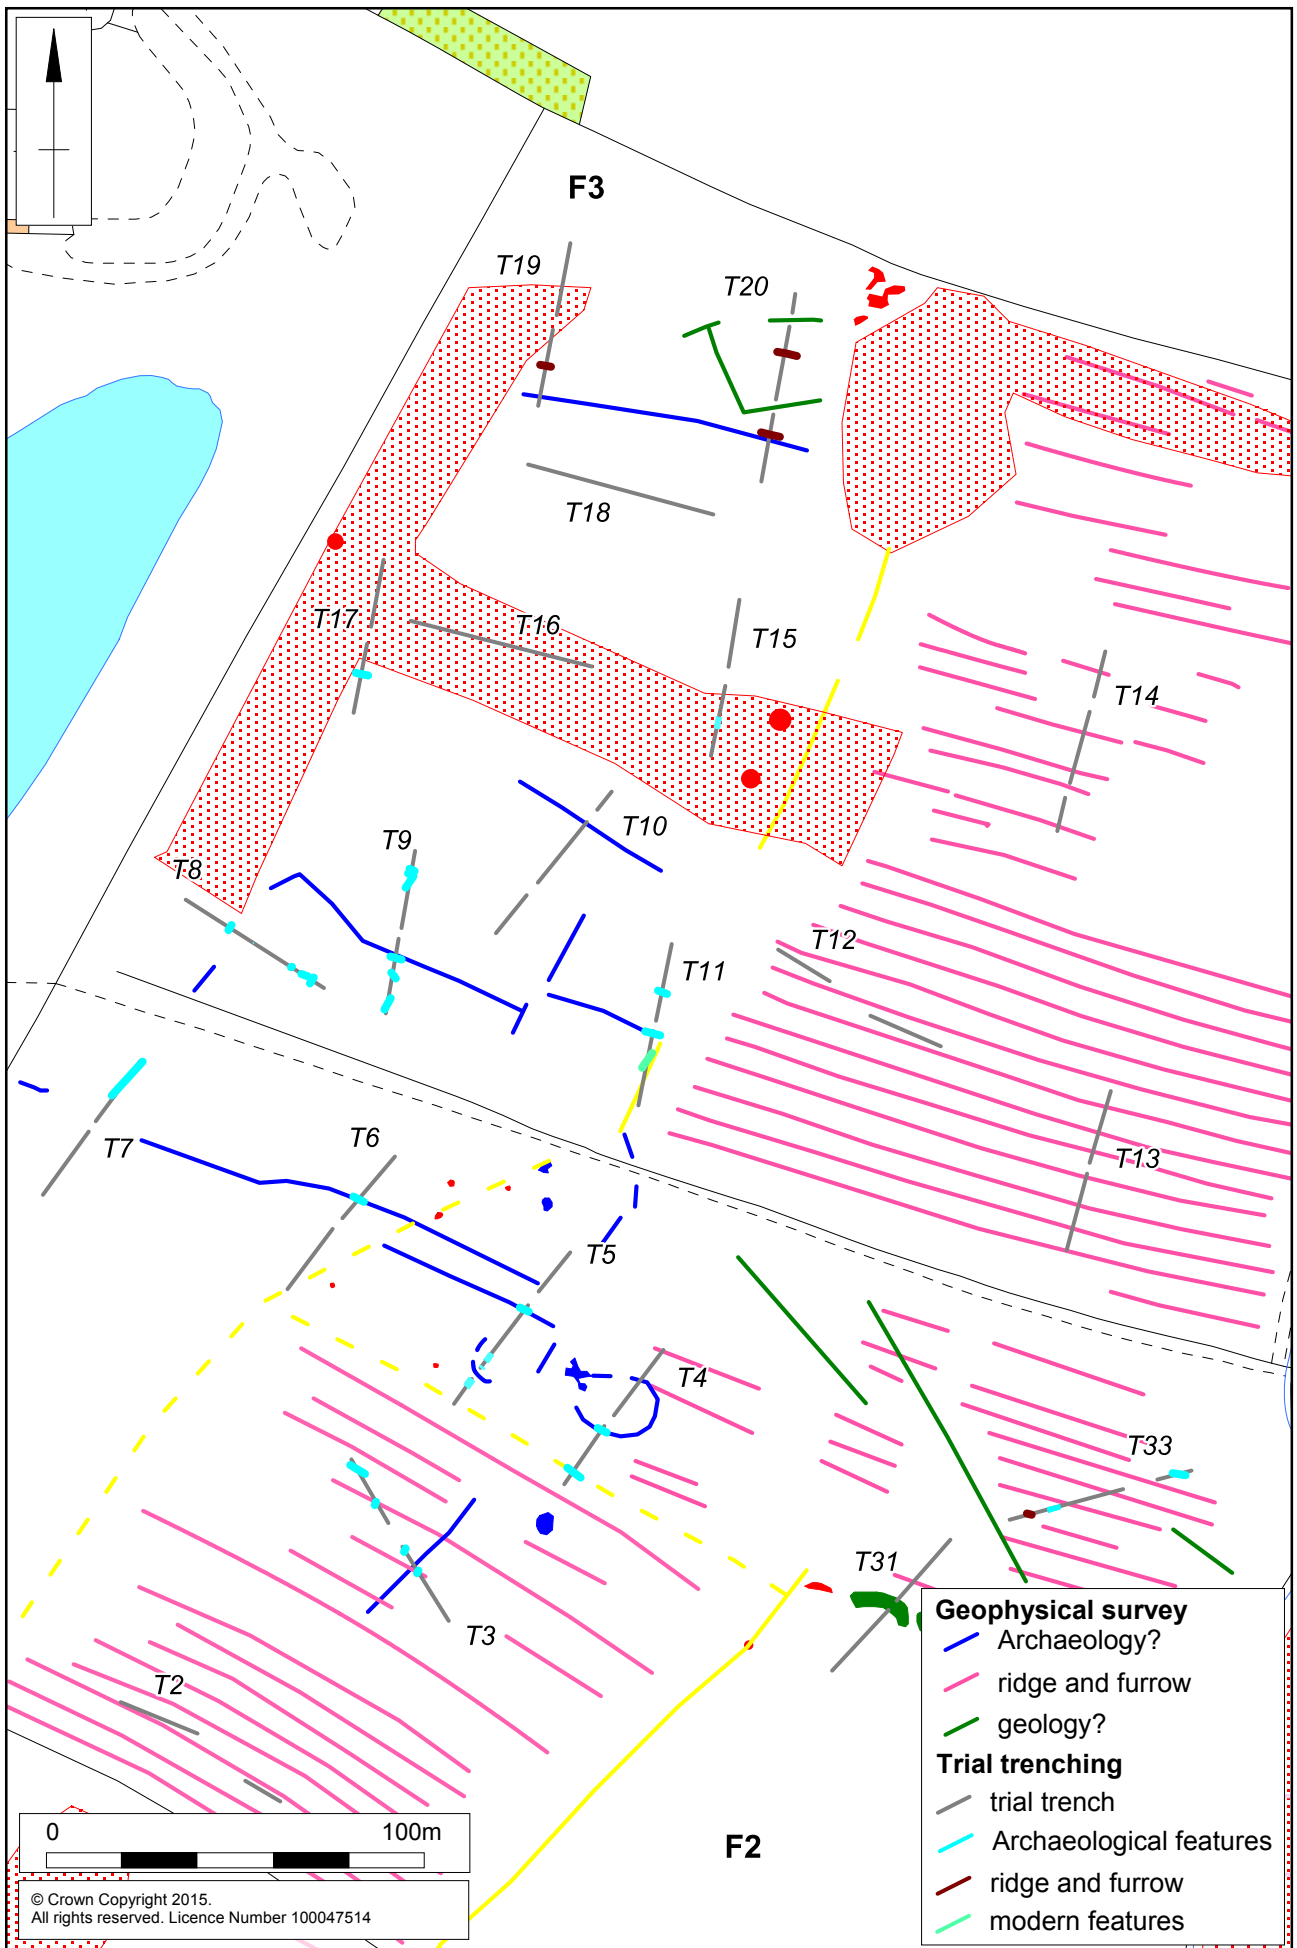 F3
T19
T20
T18
T17
T16
T15
T14
T10
T9
T8
T12
T11
T6
T7
T13
T5
T4
T33
T31
T3
T2
F2
Geophysical survey
Archaeology?
ridge and furrow
geology?
Trial trenching
trial trench
Archaeological features
ridge and furrow
modern features
0 100m
© Crown Copyright 2015.
All rights reserved. Licence Number 100047514